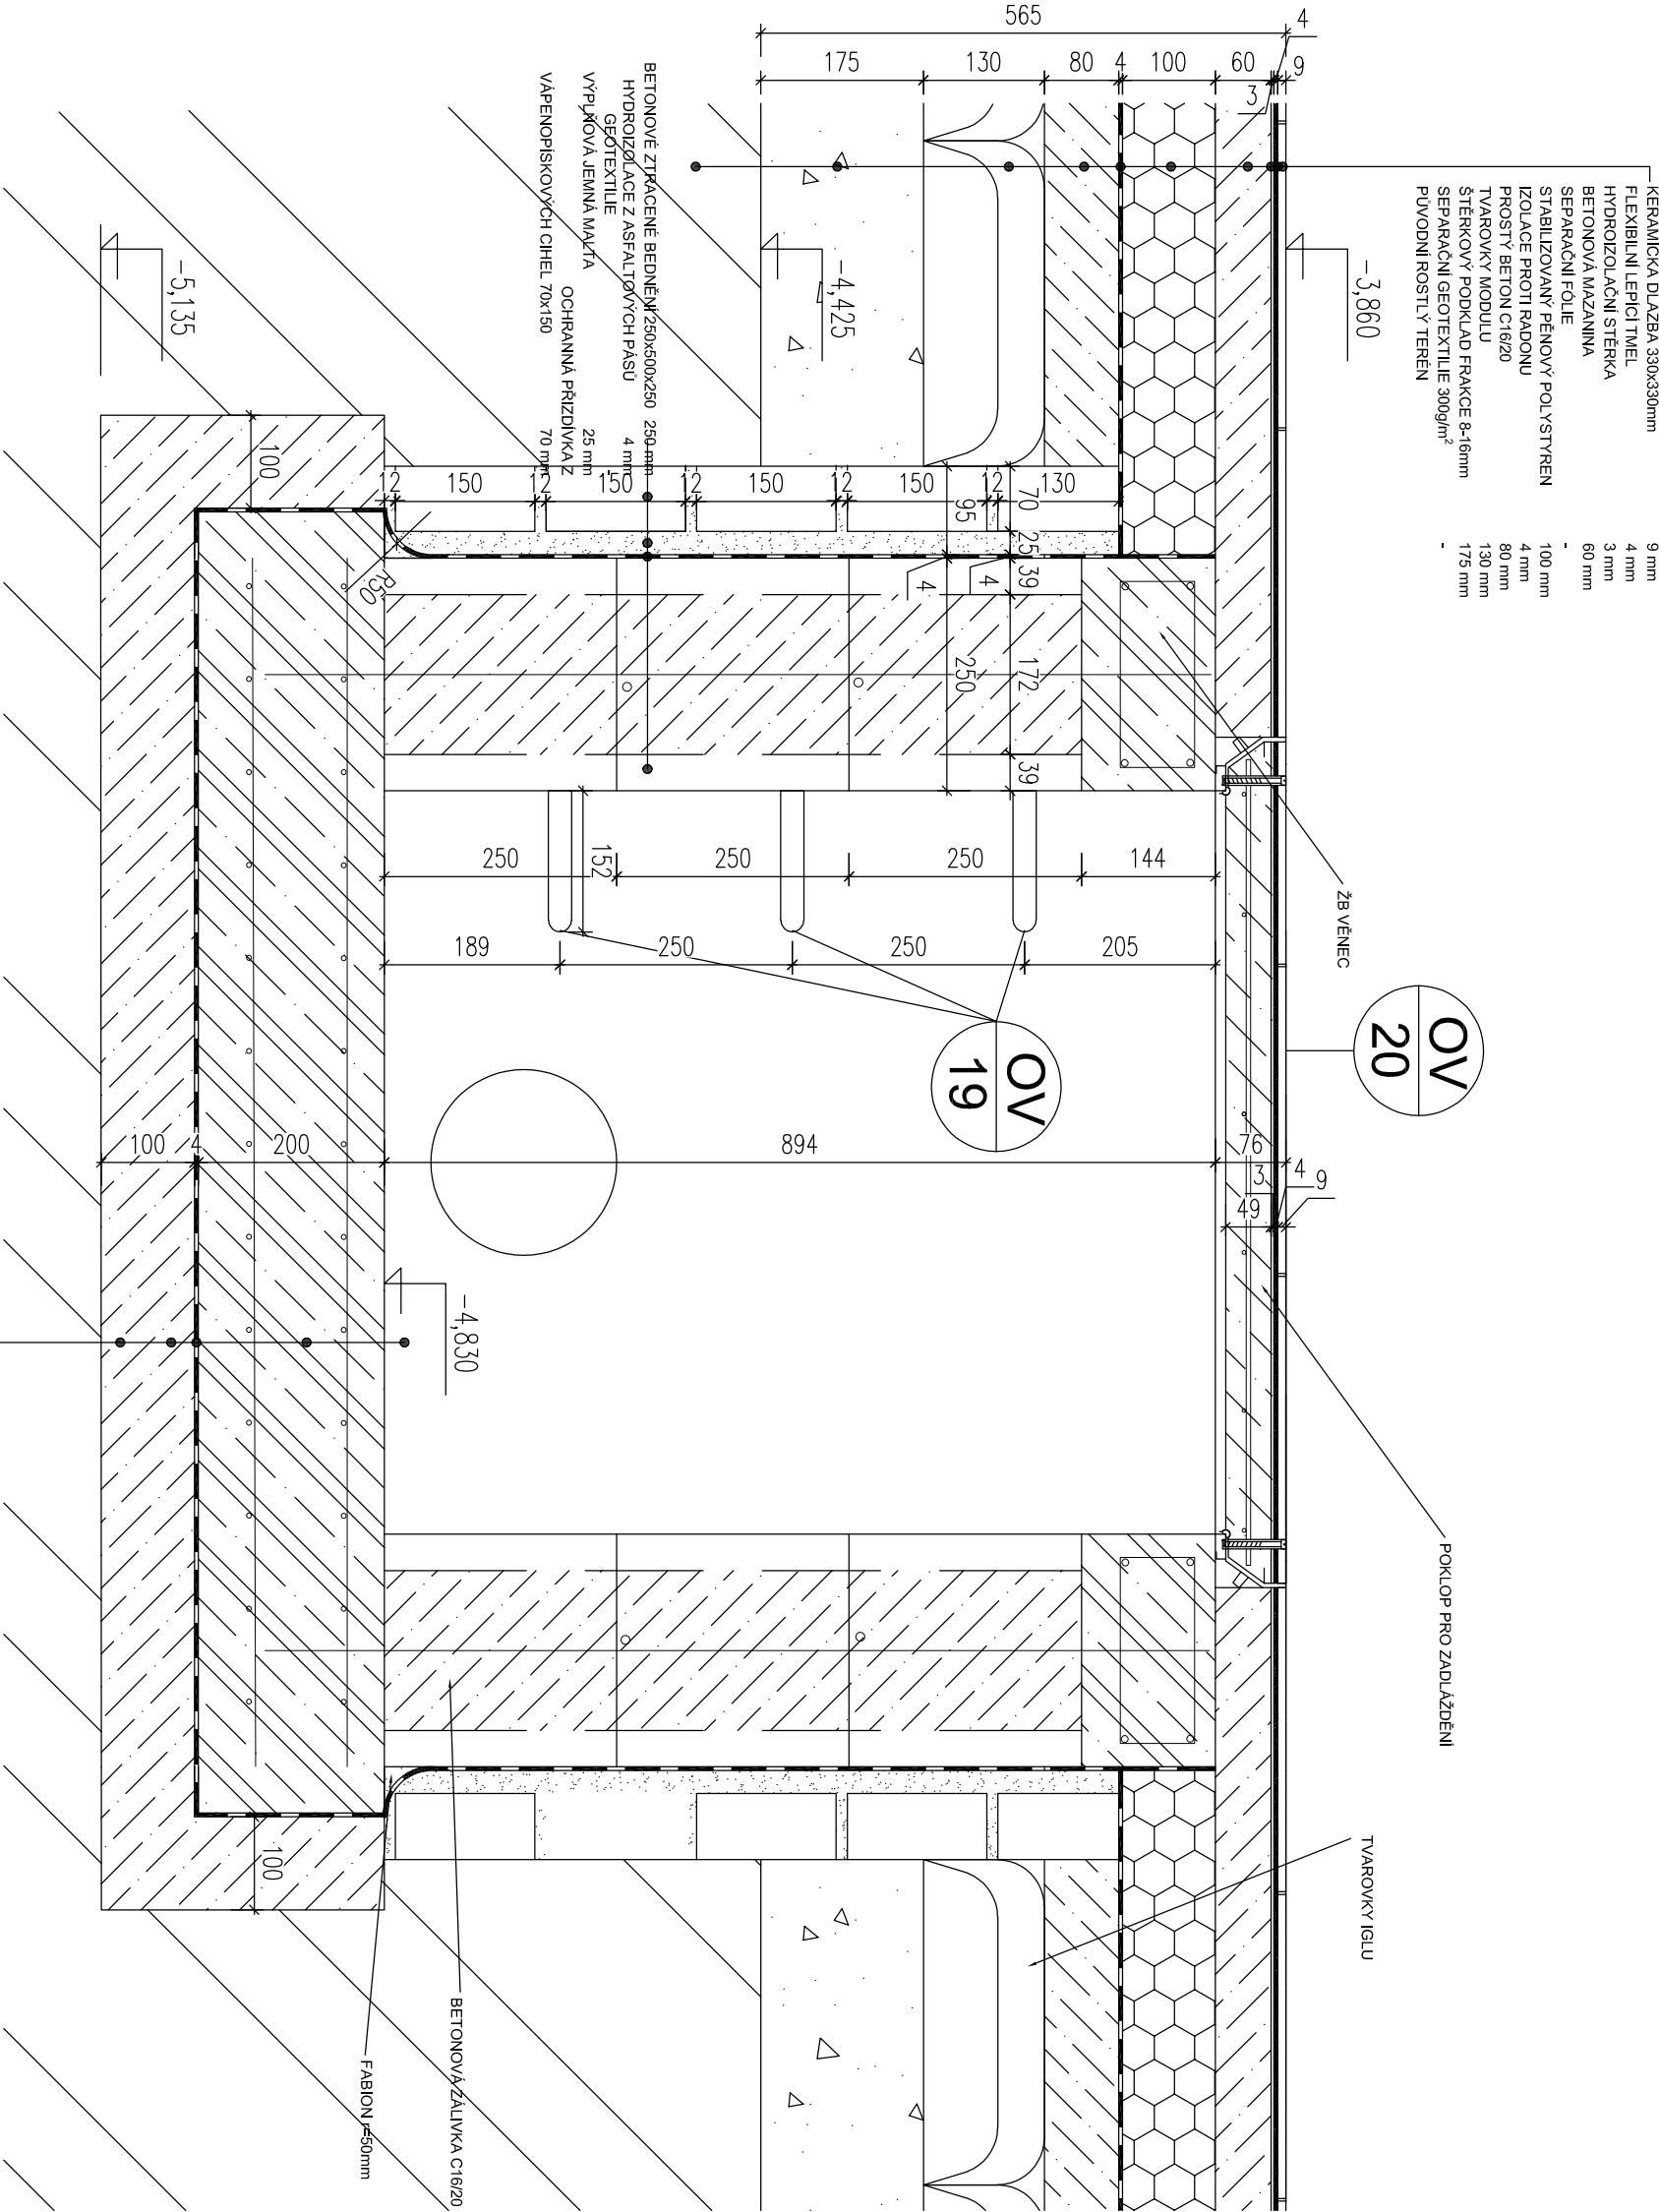 KERAMICKÁ DLAŽBA 330x330mm 9 mm
FLEXIBILNÍ LEPÍCÍ TMEL 4 mm
HYDROIZOLAČNÍ STĚRKA 3 mm
BETONOVÁ MAZANINA 60 mm
SEPARAČNÍ FÓLIE -
STABILIZOVANÝ PĚNOVÝ POLYSTYREN 100 mm
IZOLACE PROTI RADONU 4 mm
PROSTÝ BETON C16/20 80 mm
TVAROVKY MODULU 130 mm
ŠTĚRKOVÝ PODKLAD FRAKCE 8-16mm 175 mm
SEPARAČNÍ GEOTEXTILIE 300g/m² -
PŮVODNÍ ROSTLÝ TERÉN
-3,860
565
4
175
130
80
4
100
60
9
3
-4,425
-5,135
BETONOVÉ ZTRACENÉ BEDNĚNÍ 250x500x250 250 mm
HYDROIZOLACE Z ASFALTOVÝCH PÁSŮ 4 mm
GEOTEXTILIE -
VÝPLŇOVÁ JEMNÁ MALTA 25 mm
OCHRANNÁ PŘIZDÍVKA Z
VÁPENOPÍSKOVÝCH CIHEL 70x150 70 mm
100
12
150
12
150
12
150
12
150
12
130
70
95
25
39
4
4
R50
172
250
39
250
152
250
250
144
189
250
250
205
ŽB VĚNEC
OV
20
OV
19
100
4
200
894
76
3
4
9
49
-4,830
POKLOP PRO ZADLÁŽDĚNÍ
TVAROVKY IGLU
100
BETONOVÁ ZÁLIVKA C16/20
FABION r=50mm